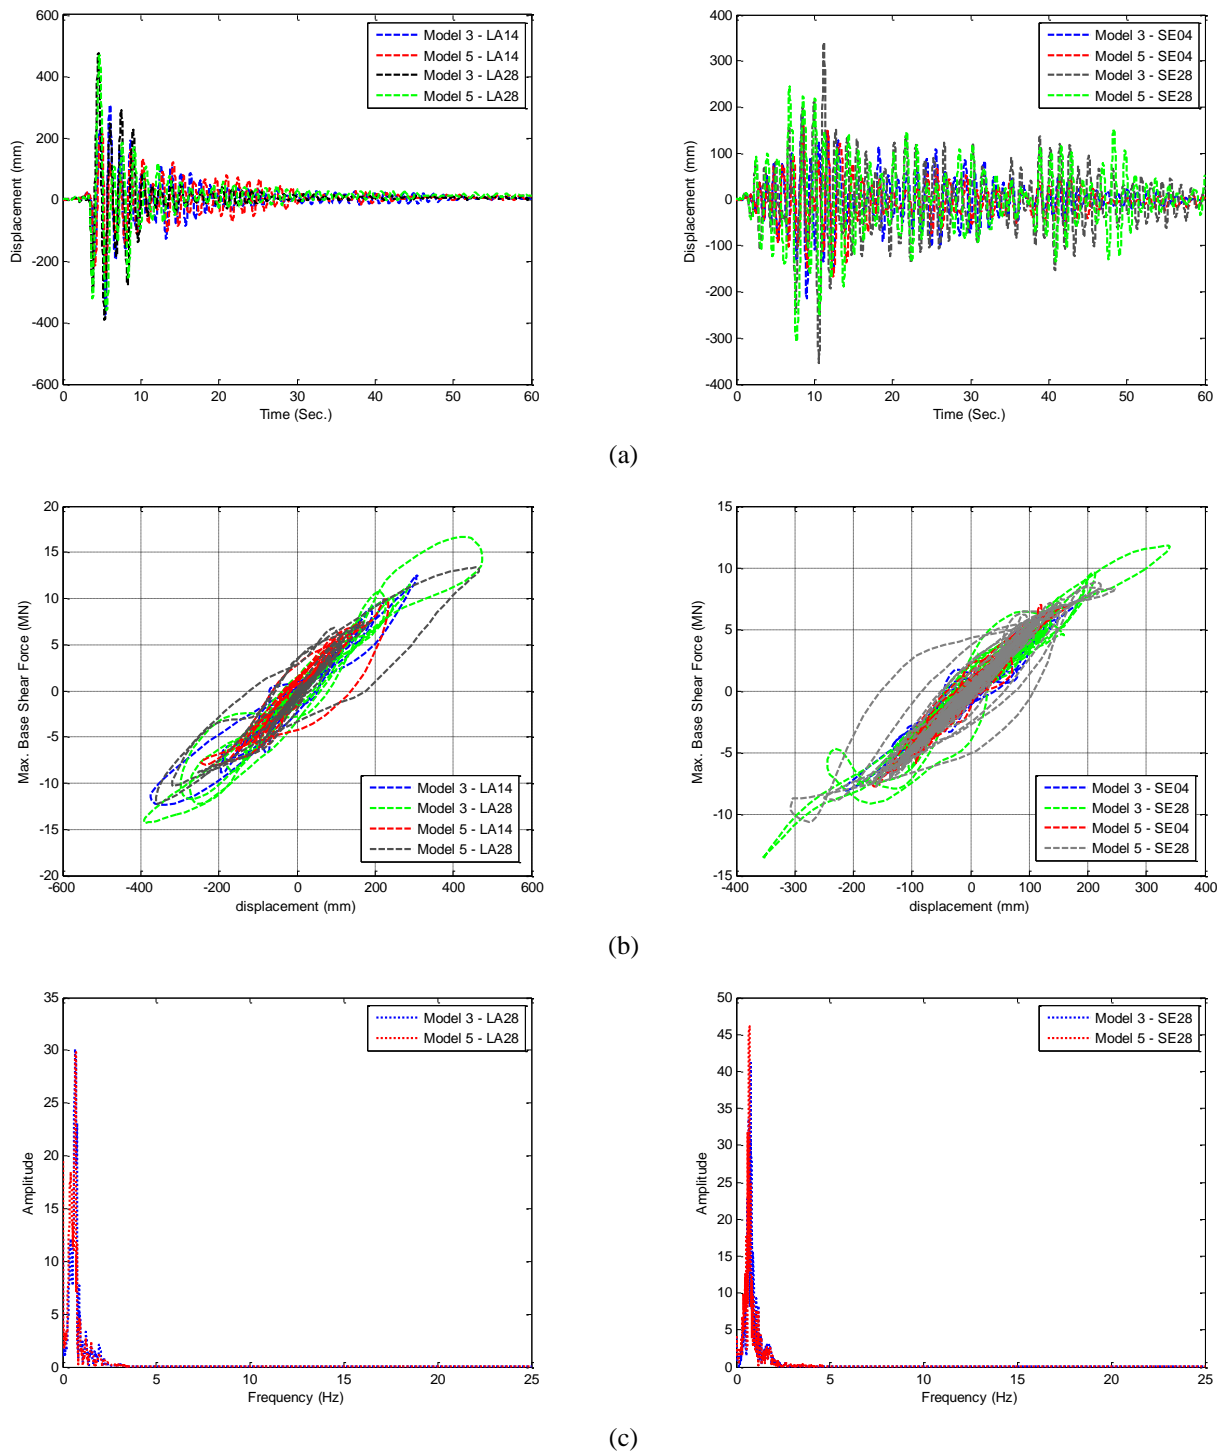 600
400
200
0
-200
-400
-600
Displacement (mm)
0 10 20 30 40 50 60
Time (Sec.)
Model 3 - LA14
Model 5 - LA14
Model 3 - LA28
Model 5 - LA28
400
300
200
100
0
-100
-200
-300
-400
Displacement (mm)
0 10 20 30 40 50 60
Time (Sec.)
Model 3 - SE04
Model 5 - SE04
Model 3 - SE28
Model 5 - SE28
(a)
20
15
10
5
0
-5
-10
-15
-20
Max. Base Shear Force (MN)
-600 -400 -200 0 200 400 600
displacement (mm)
Model 3 - LA14
Model 3 - LA28
Model 5 - LA14
Model 5 - LA28
15
10
5
0
-5
-10
-15
Max. Base Shear Force (MN)
-400 -300 -200 -100 0 100 200 300 400
displacement (mm)
Model 3 - SE04
Model 3 - SE28
Model 5 - SE04
Model 5 - SE28
(b)
35
30
25
20
15
10
5
0
Amplitude
0 5 10 15 20 25
Frequency (Hz)
Model 3 - LA28
Model 5 - LA28
50
45
40
35
30
25
20
15
10
5
0
Amplitude
0 5 10 15 20 25
Frequency (Hz)
Model 3 - SE28
Model 5 - SE28
(c)